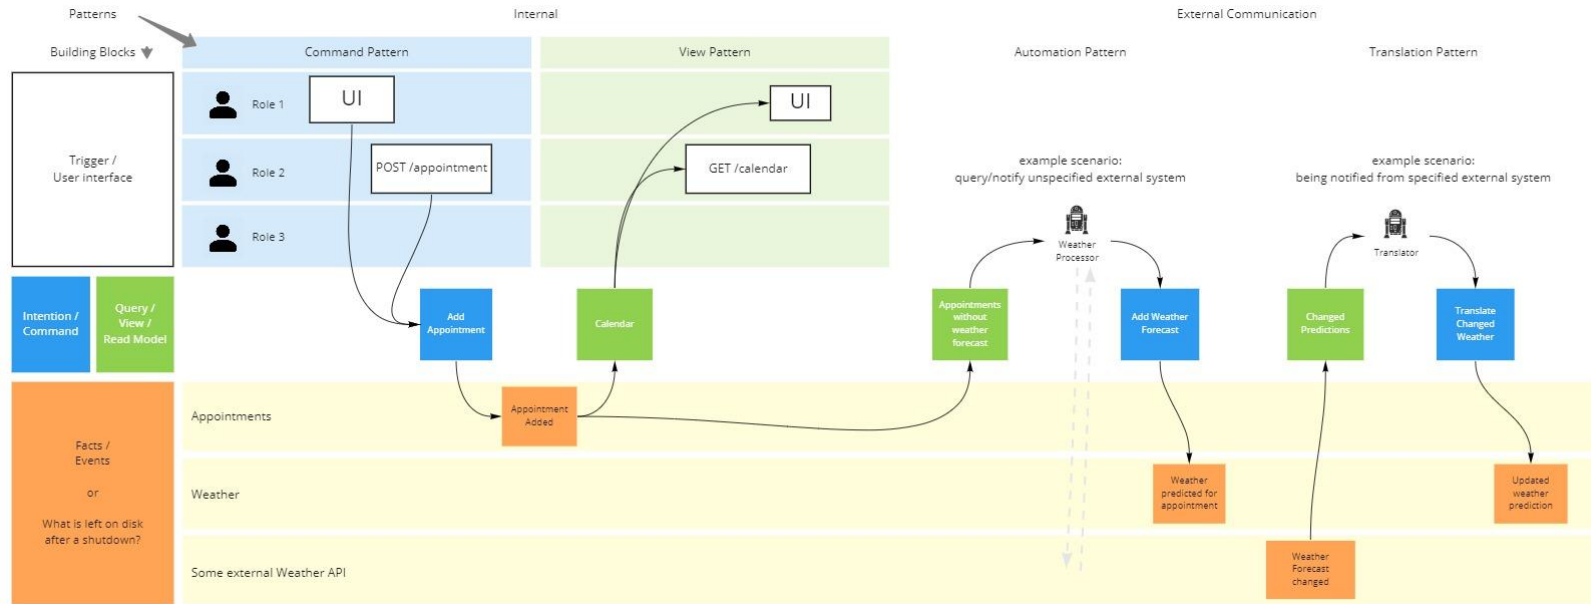 Patterns
Internal
External Communication
Building Blocks
Command Pattern
View Pattern
Automation Pattern
Translation Pattern
Trigger /
User interface
Role 1
UI
UI
Role 2
POST /appointment
GET /calendar
Role 3
example scenario:
query/notify unspecified external system
example scenario:
being notified from specified external system
Weather
Processor
Translator
Intention /
Command
Query /
View /
Read Model
Add
Appointment
Calendar
Appointments
without
weather
forecast
Add Weather
Forecast
Changed
Predictions
Translate
Changed
Weather
Facts /
Events
or
What is left on disk
after a shutdown?
Appointments
Appointment
Added
Weather
Weather
predicted for
appointment
Updated
weather
prediction
Some external Weather API
Weather
Forecast
changed